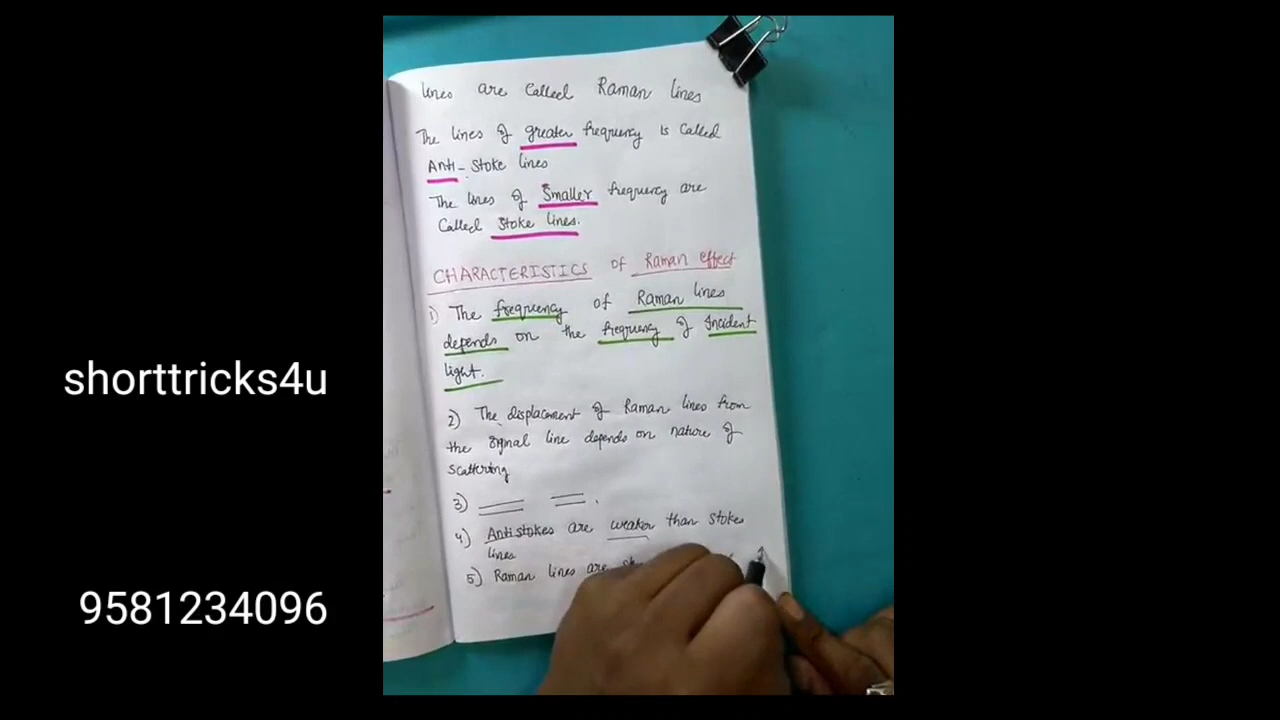 lines are called Raman lines
The lines of greater frequency is called
Anti-stoke lines
The lines of Smaller frequency are
called stoke lines.
CHARACTERISTICS of Raman effect
1) The frequency of Raman lines
depends on the frequency of Incident
light.
2) The displacement of Raman lines from
the signal line depends on nature of
scattering
3)
4) Antistokes are weaker than stokes
lines
5) Raman lines are
shorttricks4u
9581234096